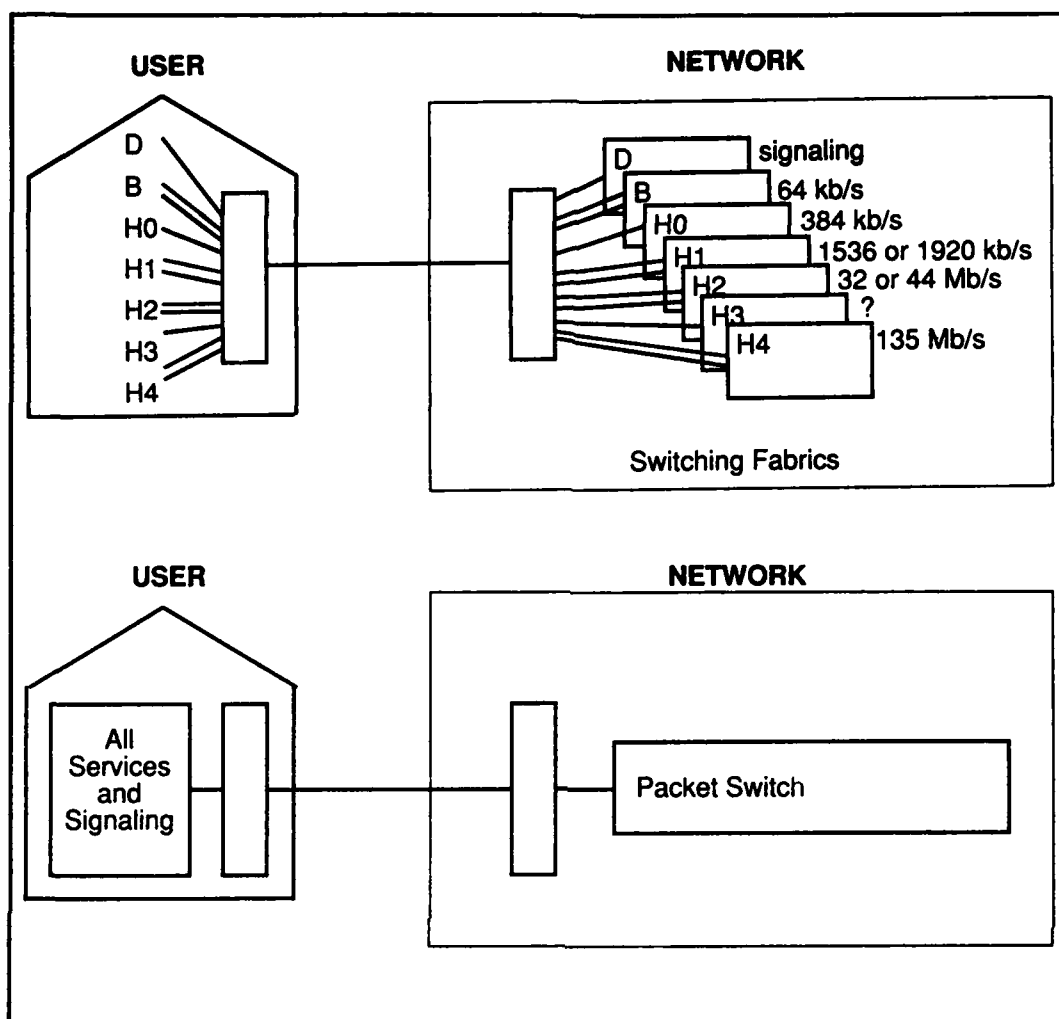 USER
NETWORK
D
B
H0
H1
H2
H3
H4
D
signaling
B
64 kb/s
H0
384 kb/s
H1
1536 or 1920 kb/s
H2
32 or 44 Mb/s
H3
?
H4
135 Mb/s
Switching Fabrics
USER
NETWORK
All
Services
and
Signaling
Packet Switch